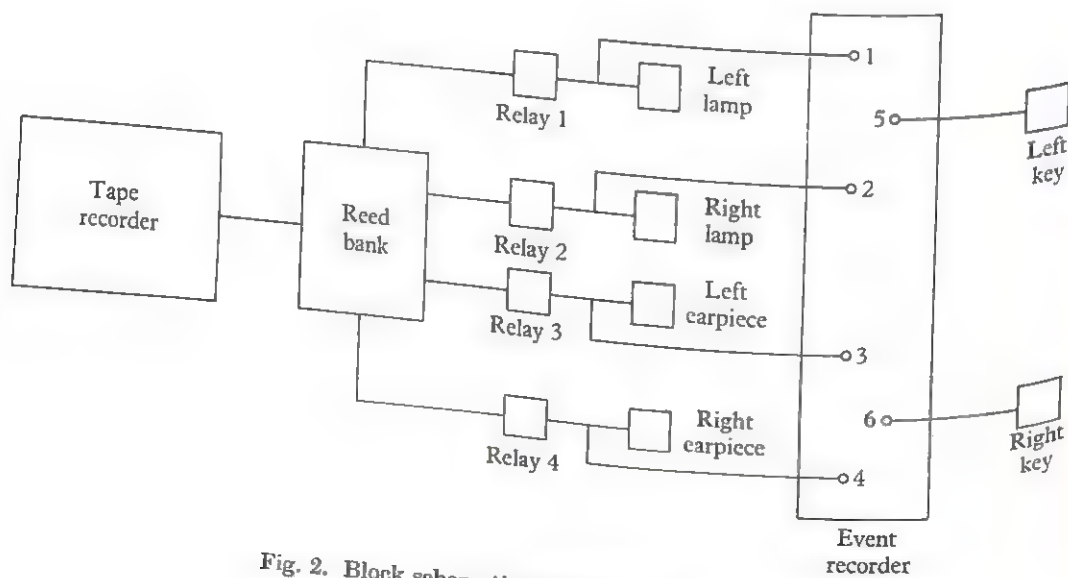 Tape
recorder
Reed
bank
Relay 1
Left
lamp
Relay 2
Right
lamp
Relay 3
Left
earpiece
Relay 4
Right
earpiece
1
5
2
3
6
4
Left
key
Right
key
Event
recorder
Fig. 2. Block